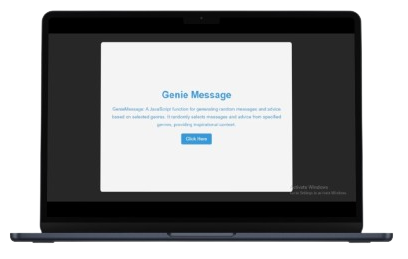 Genie Message
GenieMessage: A JavaScript function for generating random messages and advice
based on selected genres. It randomly selects messages and advice from specified
genres, providing inspirational content.
Click Here
Activate Windows
Go to Settings to activate Windows.